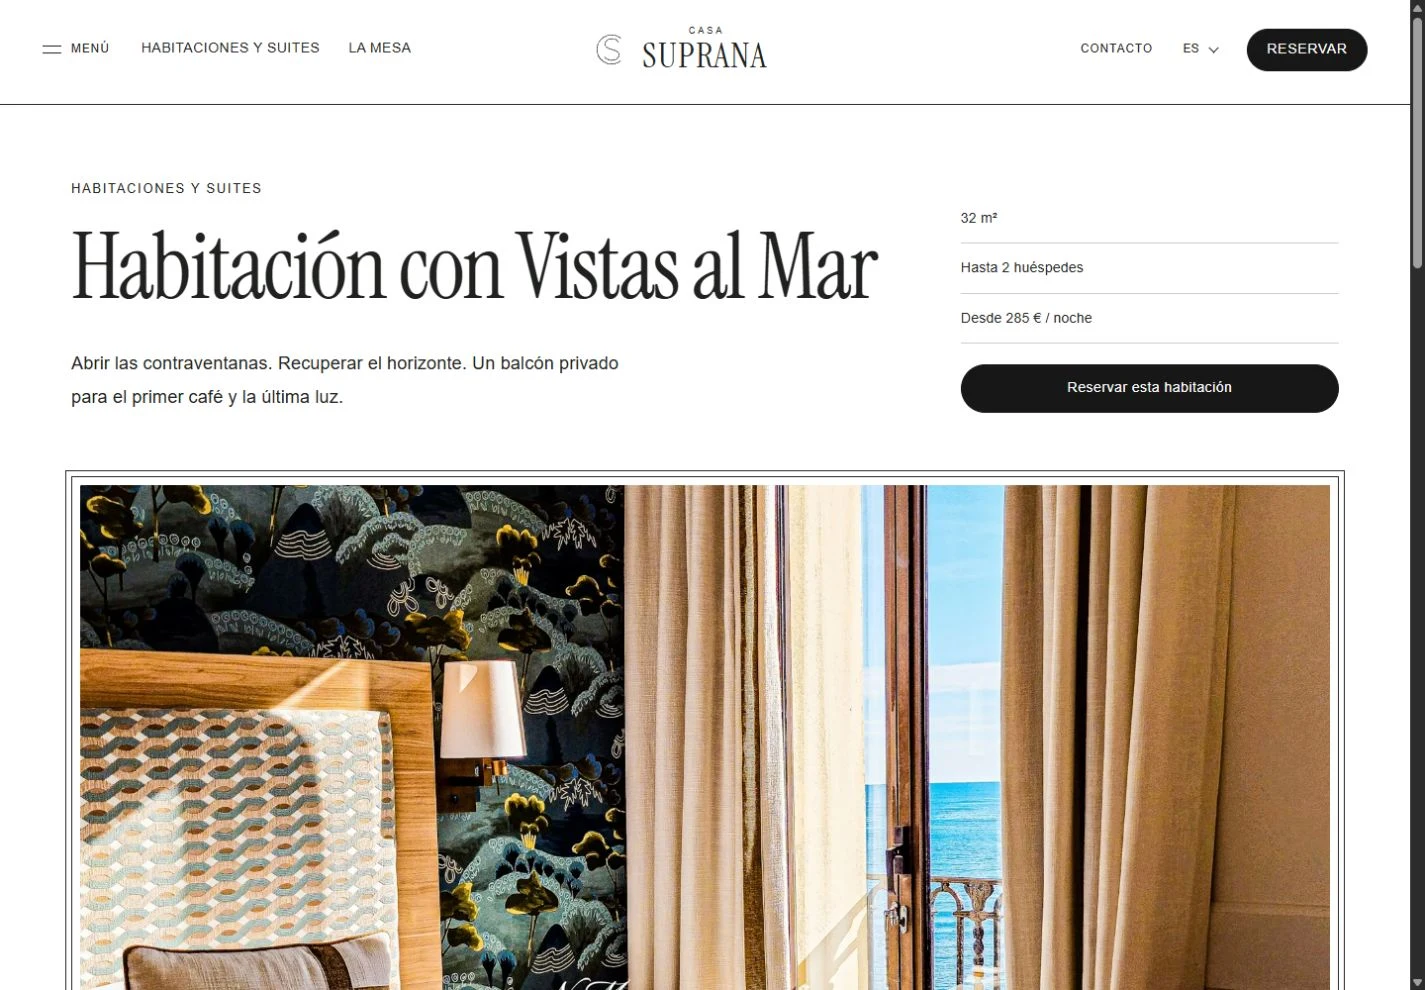 MENÚ
HABITACIONES Y SUITES
LA MESA
CASA
SUPRANA
CONTACTO
ES
RESERVAR
HABITACIONES Y SUITES
Habitación con Vistas al Mar
Abrir las contraventanas. Recuperar el horizonte. Un balcón privado
para el primer café y la última luz.
32 m²
Hasta 2 huéspedes
Desde 285 € / noche
Reservar esta habitación